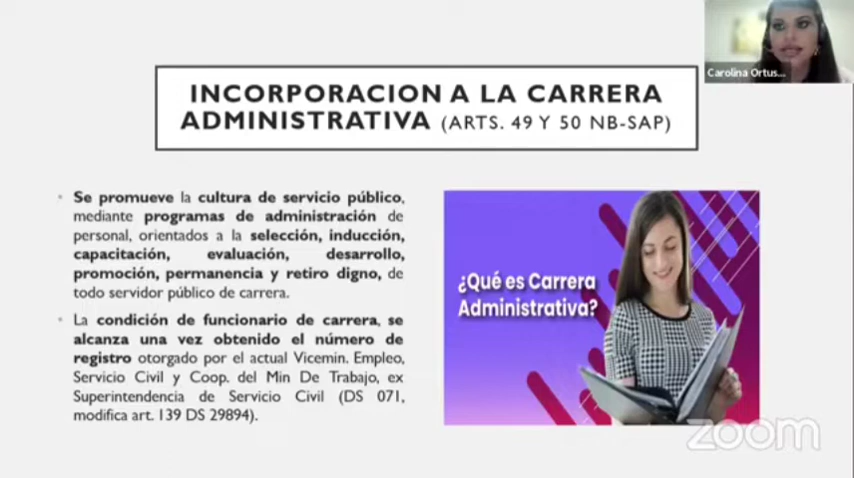 Carolina Ortus...
INCORPORACION A LA CARRERA
ADMINISTRATIVA (ARTS. 49 Y 50 NB-SAP)
• Se promueve la cultura de servicio público,
mediante programas de administración de
personal, orientados a la selección, inducción,
capacitación, evaluación, desarrollo,
promoción, permanencia y retiro digno, de
todo servidor público de carrera.
• La condición de funcionario de carrera, se
alcanza una vez obtenido el número de
registro otorgado por el actual Vicemin. Empleo,
Servicio Civil y Coop. del Min De Trabajo, ex
Superintendencia de Servicio Civil (DS 071,
modifica art. 139 DS 29894).
¿Qué es Carrera
Administrativa?
zoom